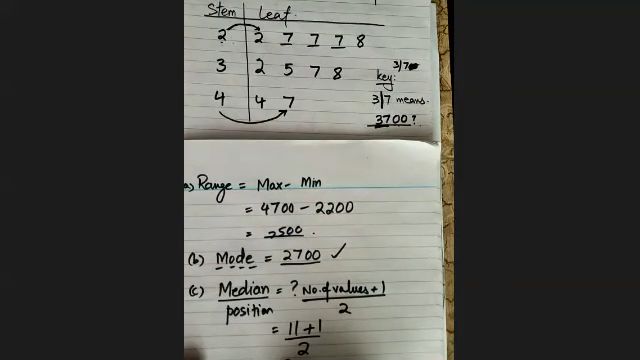 Stem Leaf
2 2 7 7 7 8
3 2 5 7 8
4 4 7
3/7
key:
3/7 means
3700?
a) Range = Max - Min
= 4700 - 2200
= 2500
(b) Mode = 2700 ✓
(c) Median position = ? No. of values + 1 / 2
= 11 + 1 / 2